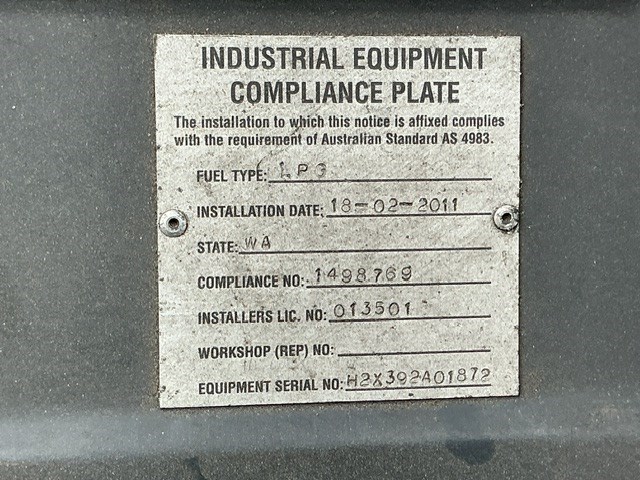 INDUSTRIAL EQUIPMENT
COMPLIANCE PLATE
The installation to which this notice is affixed complies
with the requirement of Australian Standard AS 4983.
FUEL TYPE: LPG
INSTALLATION DATE: 18-02-2011
STATE: WA
COMPLIANCE NO: 1498769
INSTALLERS LIC. NO: 013501
WORKSHOP (REP) NO:
EQUIPMENT SERIAL NO: H2X392A01872